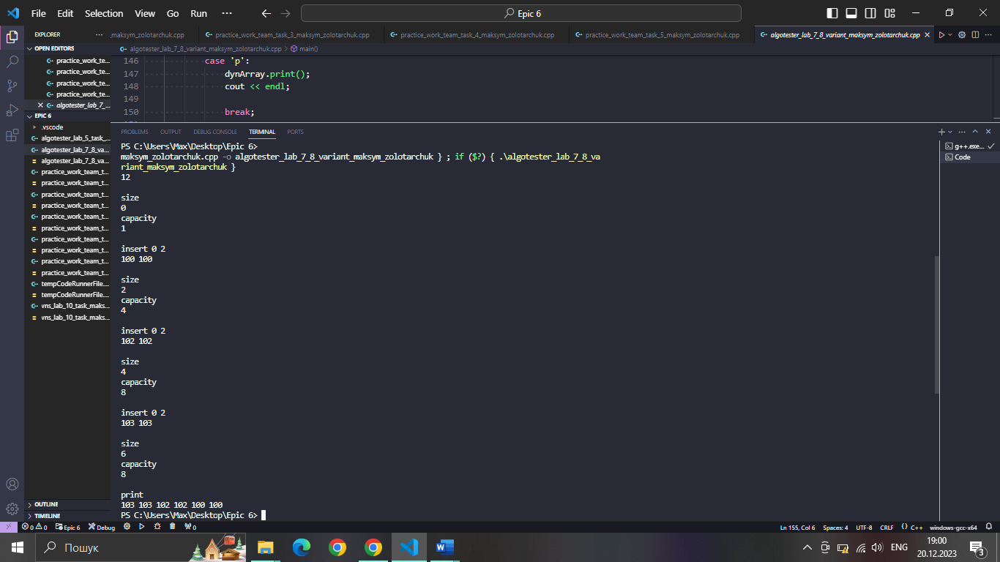 File Edit Selection View Go Run ··· Epic 6
EXPLORER ···
_maksym_zolotarchuk.cpp practice_work_team_task_3_maksym_zolotarchuk.cpp practice_work_team_task_4_maksym_zolotarchuk.cpp practice_work_team_task_5_maksym_zolotarchuk.cpp algotester_lab_7_8_variant_maksym_zolotarchuk.cpp
OPEN EDITORS
practice_work_te...
practice_work_te...
practice_work_te...
practice_work_te...
algotester_lab_7_...
EPIC 6
.vscode
algotester_lab_5_task_...
algotester_lab_7_8_va...
algotester_lab_7_8_va...
practice_work_team_t...
practice_work_team_t...
practice_work_team_t...
practice_work_team_t...
practice_work_team_t...
practice_work_team_t...
practice_work_team_t...
practice_work_team_t...
practice_work_team_t...
practice_work_team_t...
tempCodeRunnerFile....
tempCodeRunnerFile....
vns_lab_10_task_maks...
vns_lab_10_task_maks...
OUTLINE
TIMELINE
algotester_lab_7_8_variant_maksym_zolotarchuk.cpp > main()
146 case 'p':
147 dynArray.print();
148 cout << endl;
149
150 break;
PROBLEMS OUTPUT DEBUG CONSOLE TERMINAL PORTS
g++.exe...
Code
PS C:\Users\Max\Desktop\Epic 6>
maksym_zolotarchuk.cpp -o algotester_lab_7_8_variant_maksym_zolotarchuk } ; if ($?) { .\algotester_lab_7_8_va
riant_maksym_zolotarchuk }
12
size
0
capacity
1
insert 0 2
100 100
size
2
capacity
4
insert 0 2
102 102
size
4
capacity
8
insert 0 2
103 103
size
6
capacity
8
print
103 103 102 102 100 100
PS C:\Users\Max\Desktop\Epic 6>
0 0 Epic 6 Debug 0 Ln 155, Col 6 Spaces: 4 UTF-8 CRLF {} C++ windows-gcc-x64
Пошук ENG 19:00
20.12.2023 3